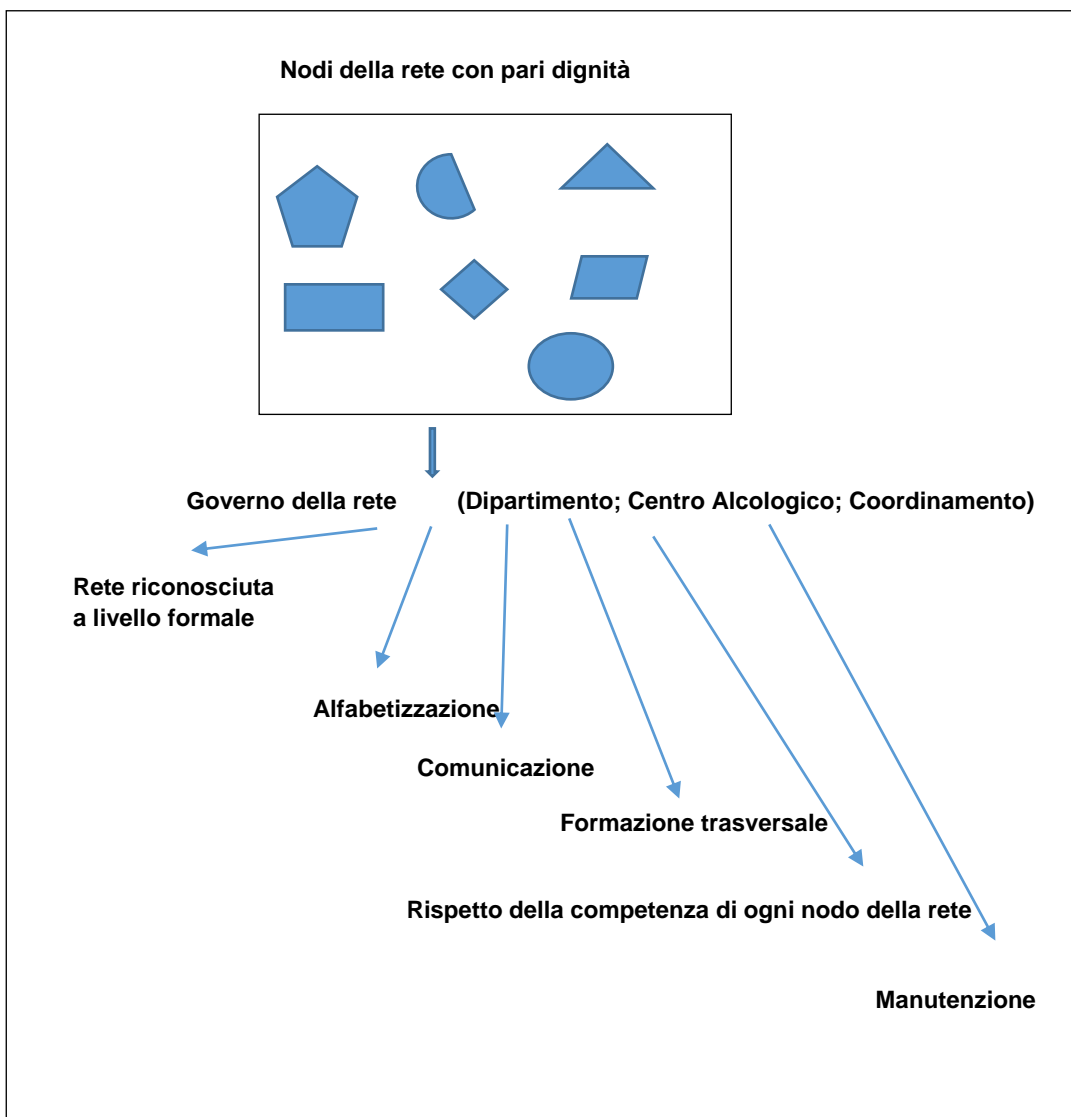 Nodi della rete con pari dignità
Governo della rete (Dipartimento; Centro Alcologico; Coordinamento)
Rete riconosciuta
a livello formale
Alfabetizzazione
Comunicazione
Formazione trasversale
Rispetto della competenza di ogni nodo della rete
Manutenzione